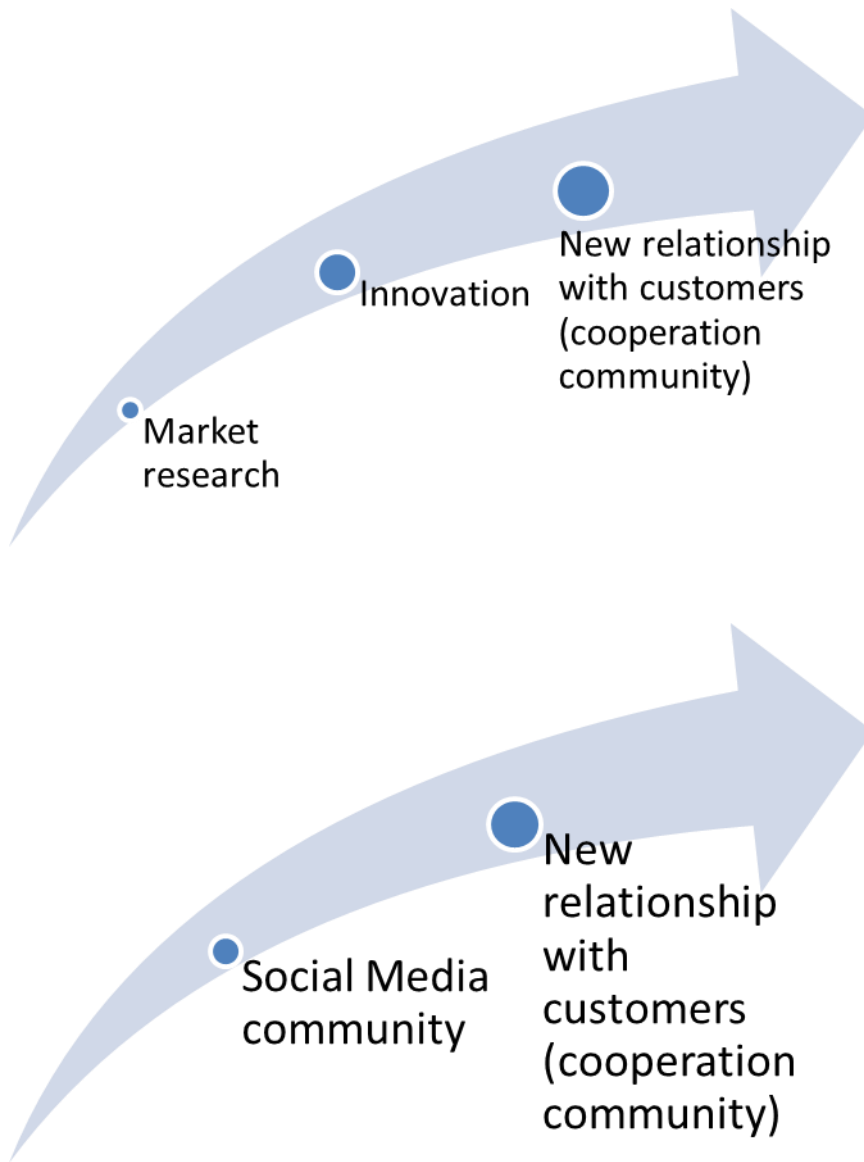 New relationship
with customers
(cooperation
community)
Innovation
Market
research
New
relationship
with
customers
(cooperation
community)
Social Media
community